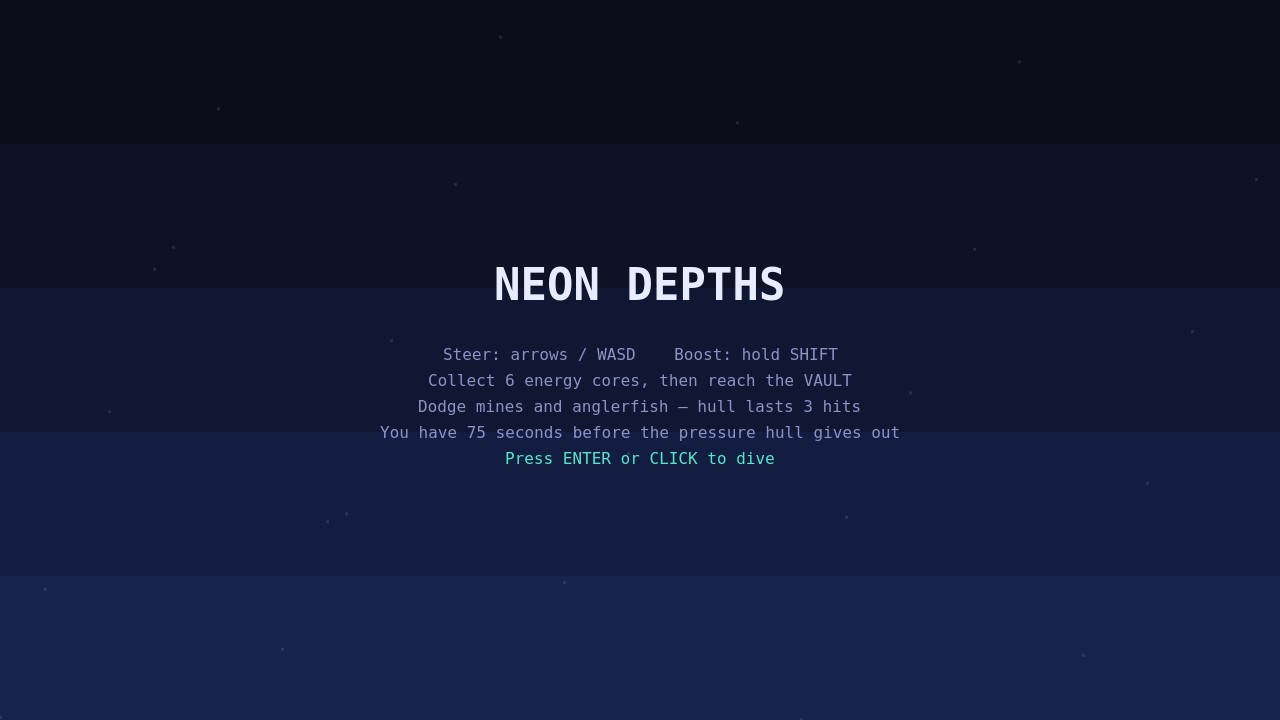 NEON DEPTHS
Steer: arrows / WASD    Boost: hold SHIFT
Collect 6 energy cores, then reach the VAULT
Dodge mines and anglerfish — hull lasts 3 hits
You have 75 seconds before the pressure hull gives out
Press ENTER or CLICK to dive